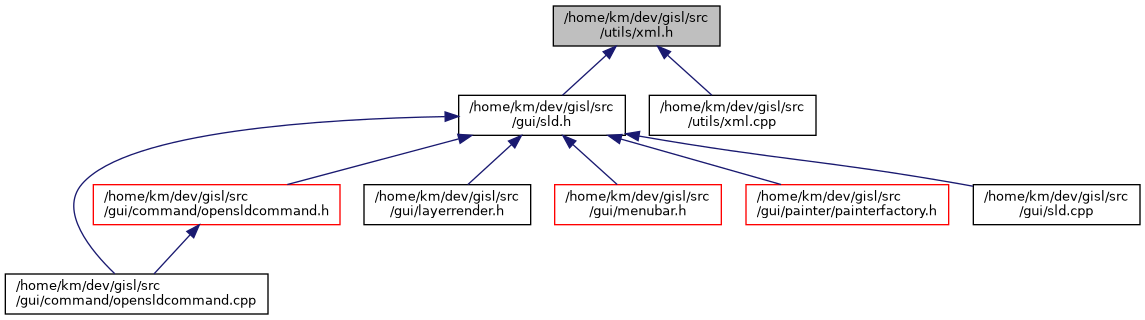 /home/km/dev/gisl/src
/utils/xml.h
/home/km/dev/gisl/src
/gui/sld.h
/home/km/dev/gisl/src
/utils/xml.cpp
/home/km/dev/gisl/src
/gui/command/opensldcommand.h
/home/km/dev/gisl/src
/gui/layerrender.h
/home/km/dev/gisl/src
/gui/menubar.h
/home/km/dev/gisl/src
/gui/painter/painterfactory.h
/home/km/dev/gisl/src
/gui/sld.cpp
/home/km/dev/gisl/src
/gui/command/opensldcommand.cpp